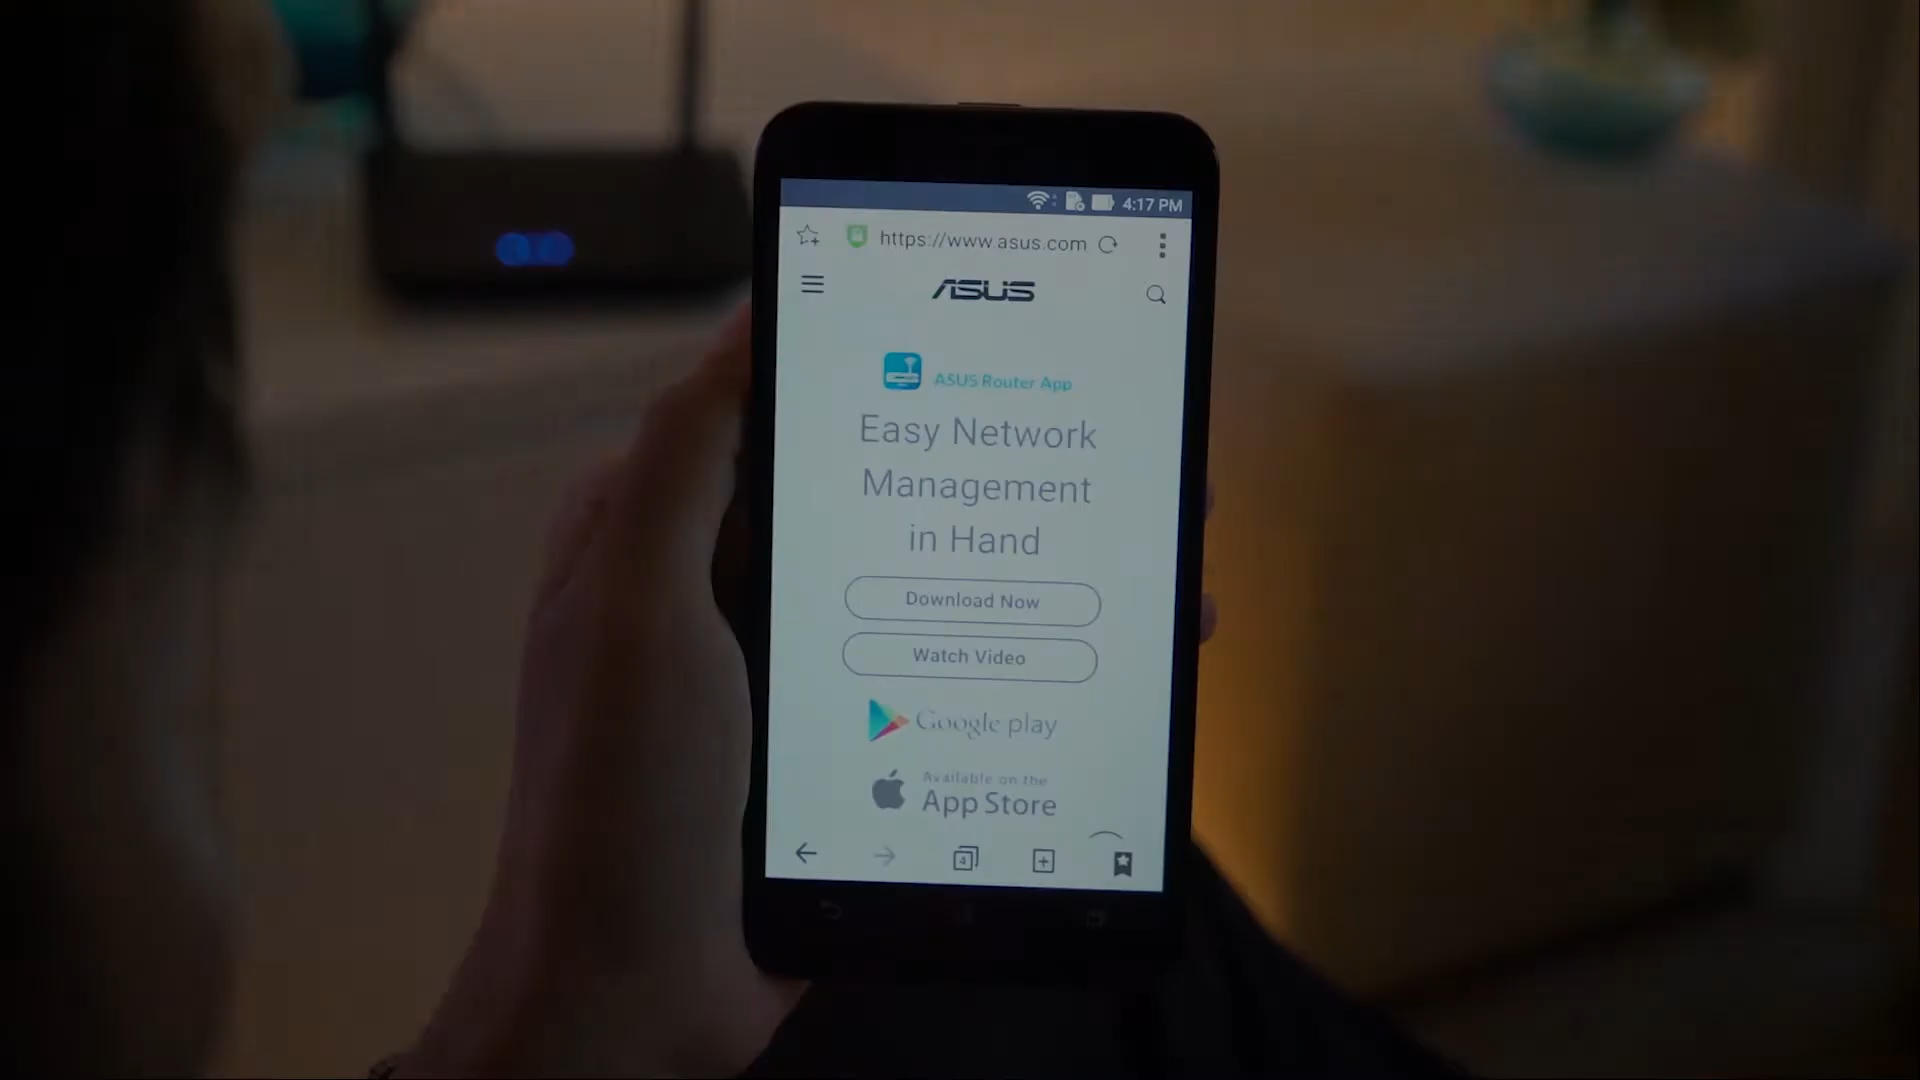 4:17 PM
https://www.asus.com
ASUS
ASUS Router App
Easy Network
Management
in Hand
Download Now
Watch Video
Google play
Available on the
App Store
4